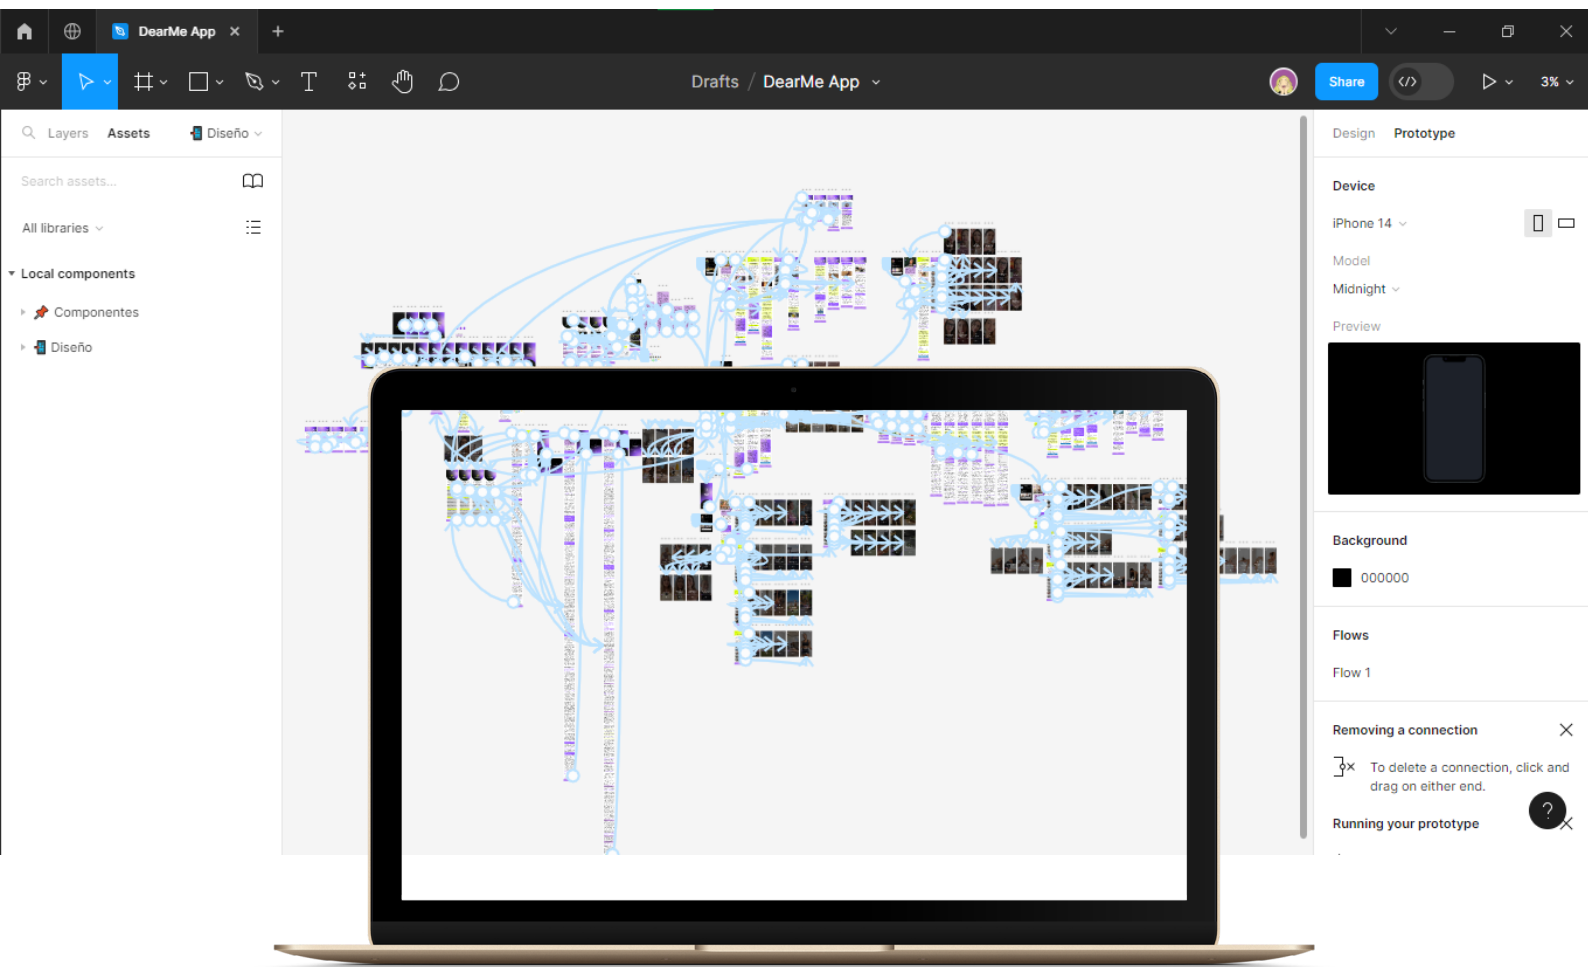 DearMe App
Drafts / DearMe App
Share
3%
Layers Assets Diseño
Search assets...
All libraries
Local components
Componentes
Diseño
Design Prototype
Device
iPhone 14
Model
Midnight
Preview
Background
000000
Flows
Flow 1
Removing a connection
To delete a connection, click and
drag on either end.
Running your prototype